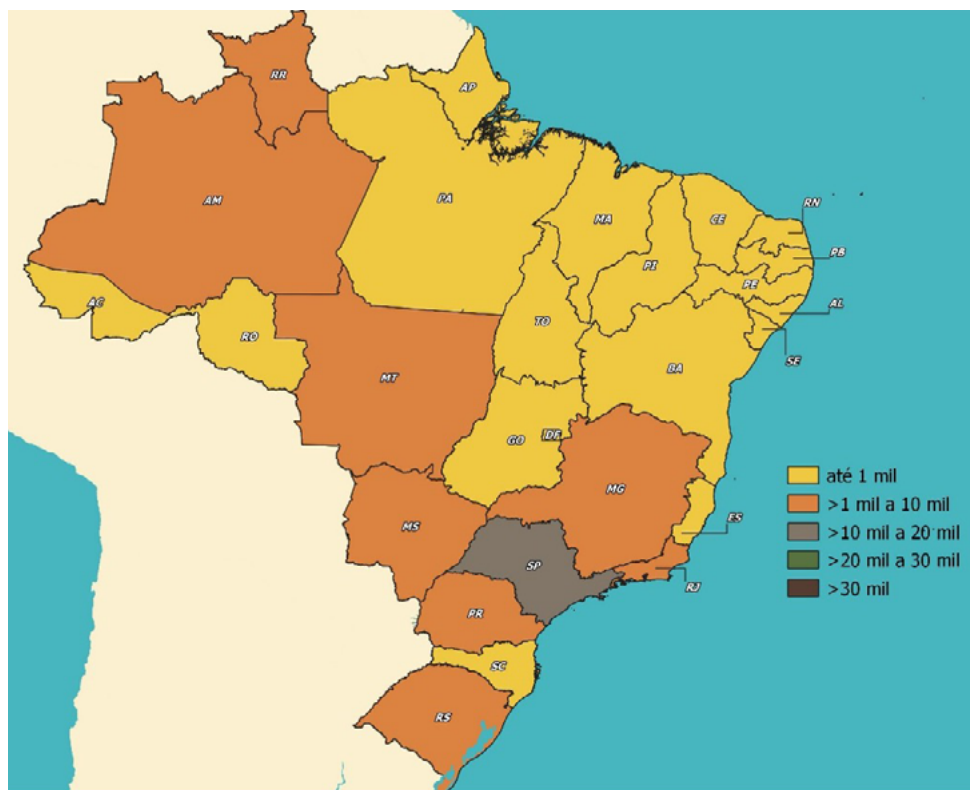 RR
AP
AM
PA
MA
CE
RN
PB
PI
PE
AC
AL
TO
RO
SE
BA
MT
GO
DF
até 1 mil
MG
>1 mil a 10 mil
MS
ES
>10 mil a 20 mil
SP
>20 mil a 30 mil
RJ
>30 mil
PR
SC
RS